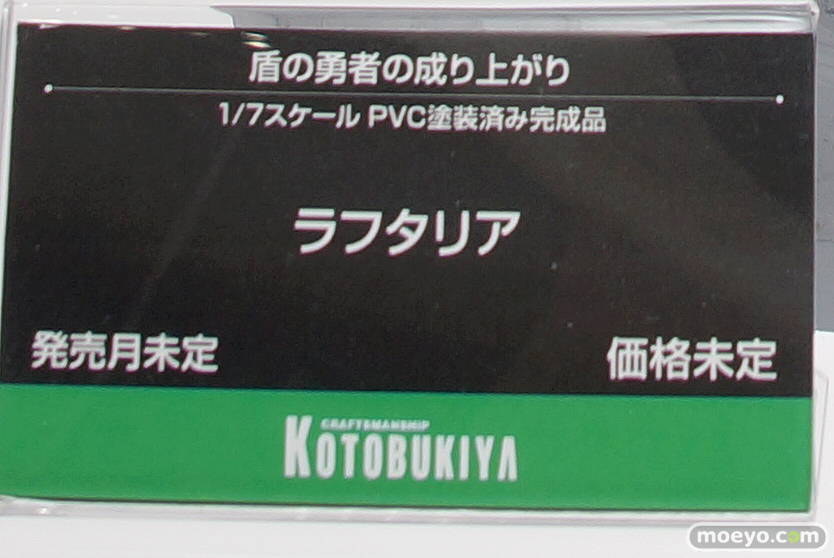 盾の勇者の成り上がり
1/7スケール PVC塗装済み完成品
ラフタリア
発売月未定
価格未定
CRAFTSMANSHIP
KOTOBUKIYA
moeyo.com